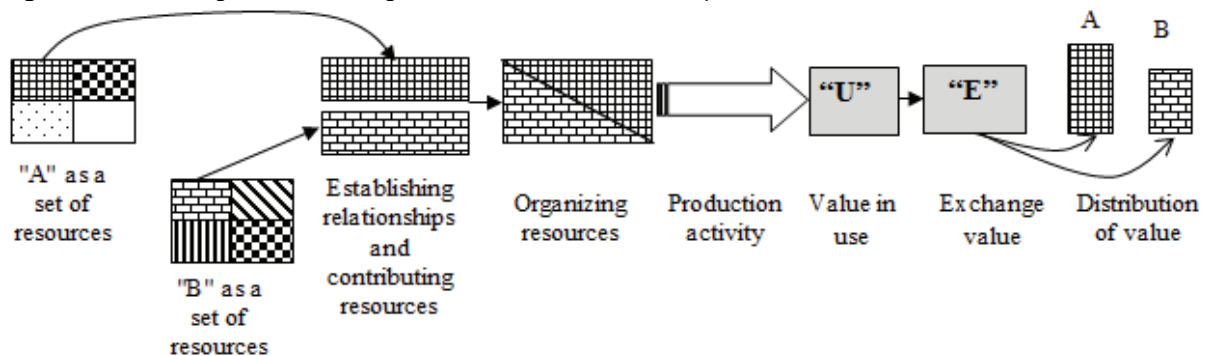 A
B
"U"
"E"
"A" as a
set of
resources
"B" as a
set of
resources
Establishing
relationships
and
contributing
resources
Organizing
resources
Production
activity
Value in
use
Exchange
value
Distribution
of value